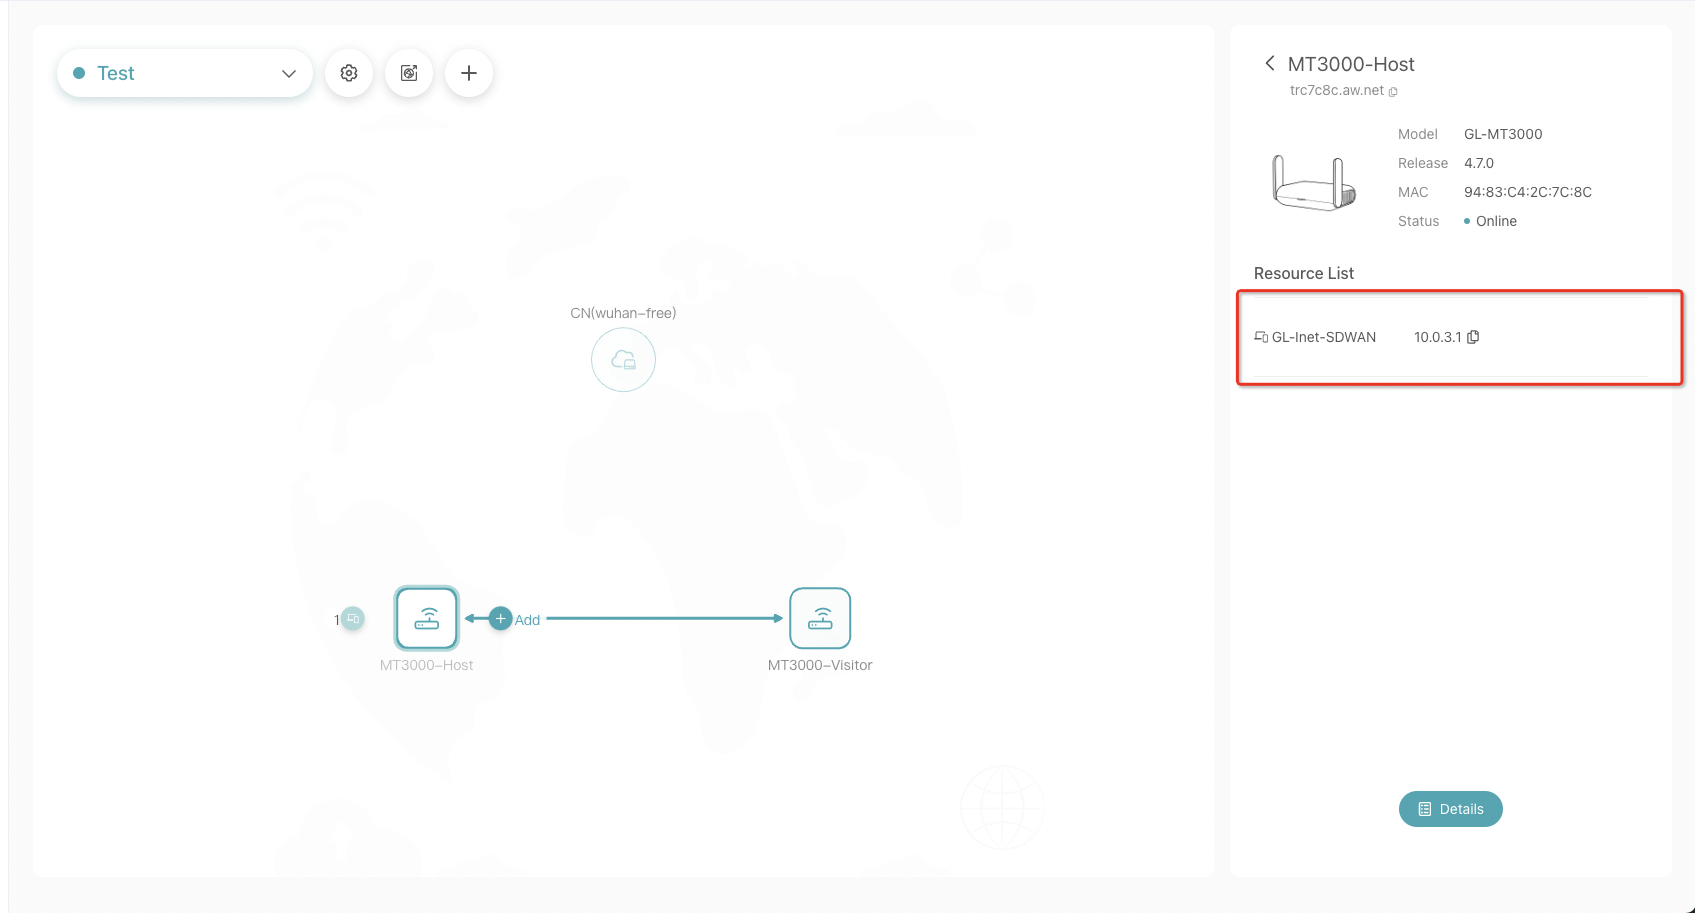 Test
CN(wuhan-free)
1
Add
MT3000-Host
MT3000-Visitor
MT3000-Host
trc7c8c.aw.net
Model GL-MT3000
Release 4.7.0
MAC 94:83:C4:2C:7C:8C
Status Online
Resource List
GL-Inet-SDWAN 10.0.3.1
Details